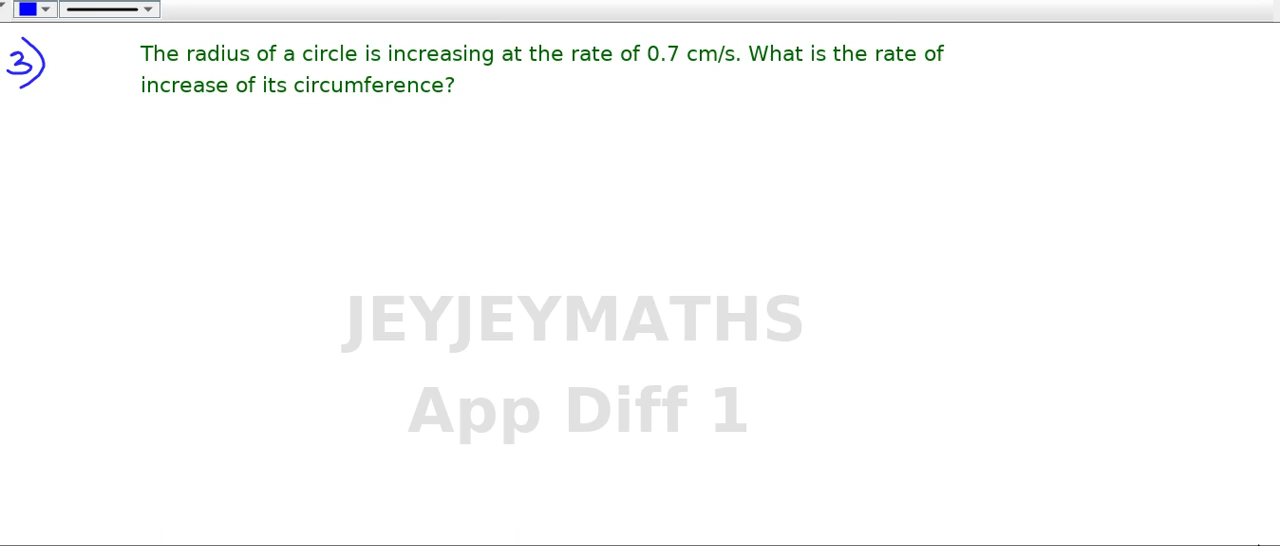 3)
The radius of a circle is increasing at the rate of 0.7 cm/s. What is the rate of
increase of its circumference?
JEYJEYMATHS
App Diff 1